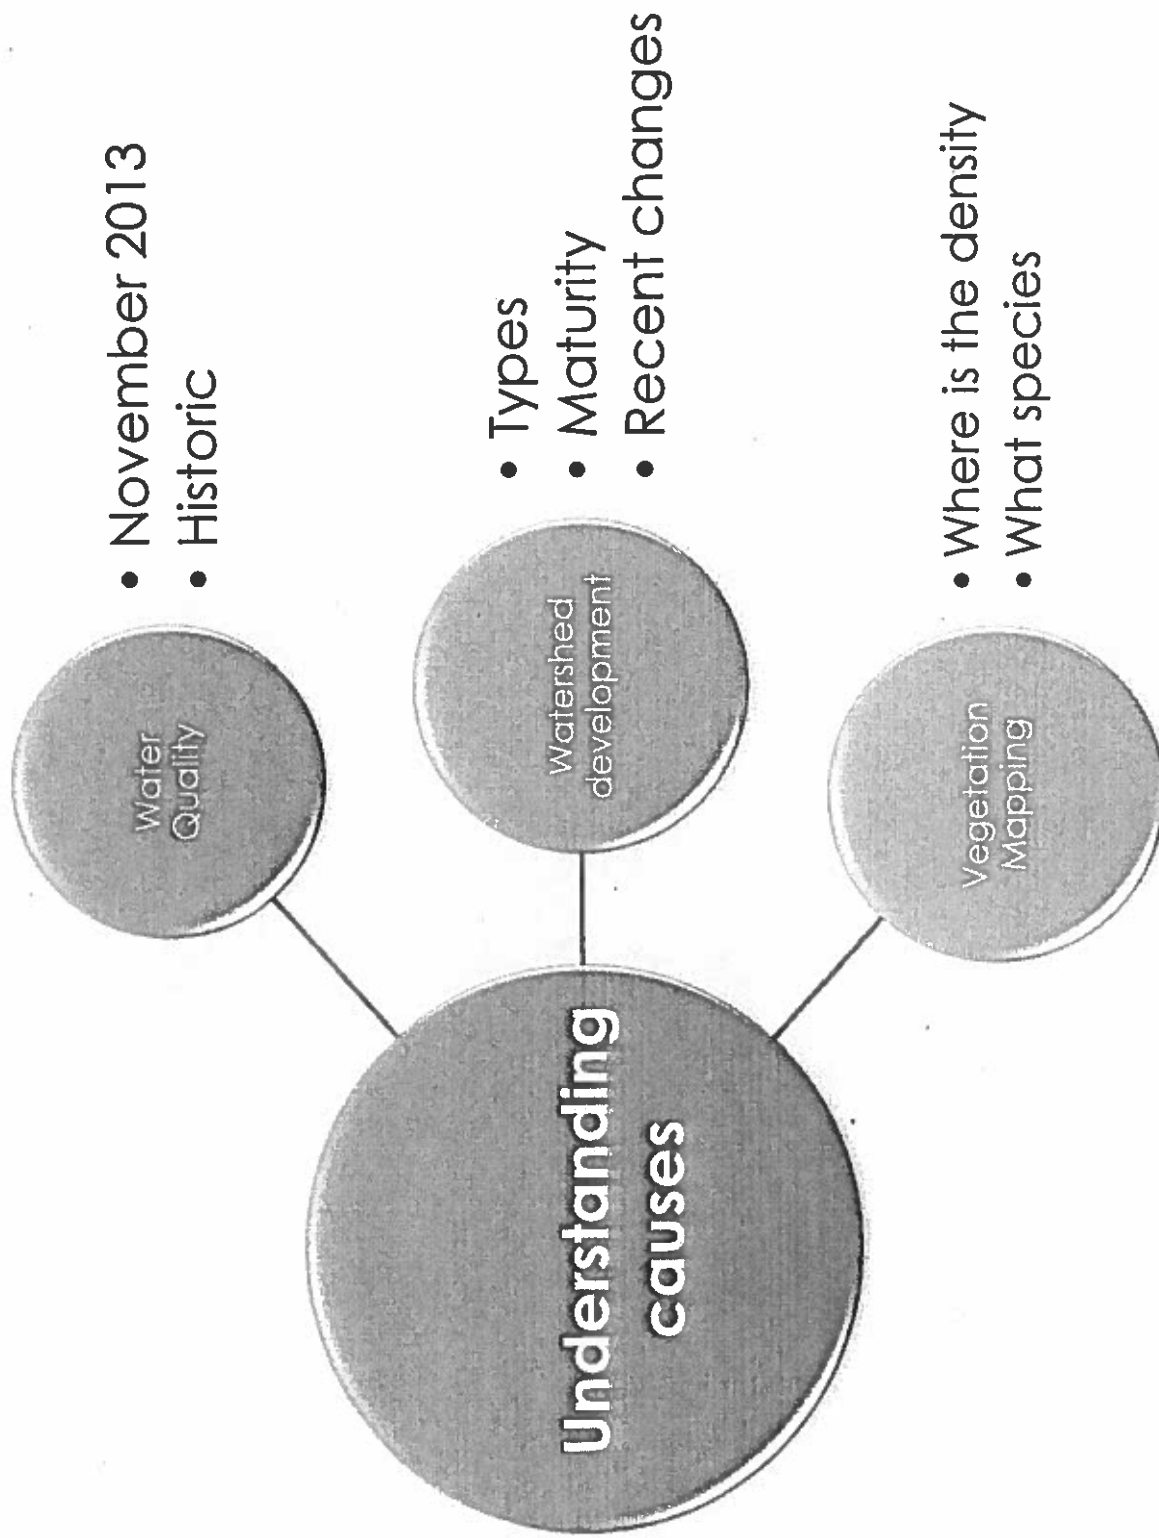 Understanding
causes
Water
Quality
• November 2013
• Historic
Watershed
development
• Types
• Maturity
• Recent changes
Vegetation
Mapping
• Where is the density
• What species